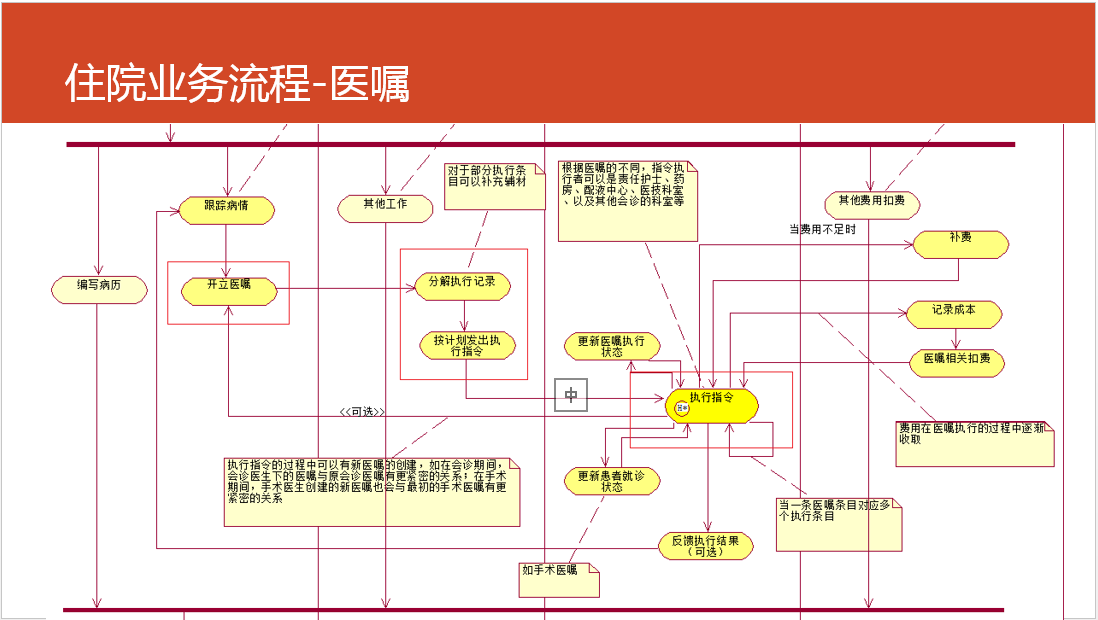 住院业务流程-医嘱
对于部分执行条
目可以补充辅材
根据医嘱的不同，指令执
行者可以是责任护士、药
房、配液中心、医技科室
、以及其他会诊的科室等
跟踪病情
其他工作
其他费用扣费
当费用不足时
补费
编写病历
开立医嘱
分解执行记录
记录成本
按计划发出执
行指令
更新医嘱执行
状态
医嘱相关扣费
中
执行指令
<<可选>>
费用在医嘱执行的过程中逐渐
收取
执行指令的过程中可以有新医嘱的创建，如在会诊期间，
会诊医生下的医嘱与原会诊医嘱有更紧密的关系；在手术
期间，手术医生创建的新医嘱也会与最初的手术医嘱有更
紧密的关系
更新患者就诊
状态
当一条医嘱条目对应多
个执行条目
反馈执行结果
（可选）
如手术医嘱